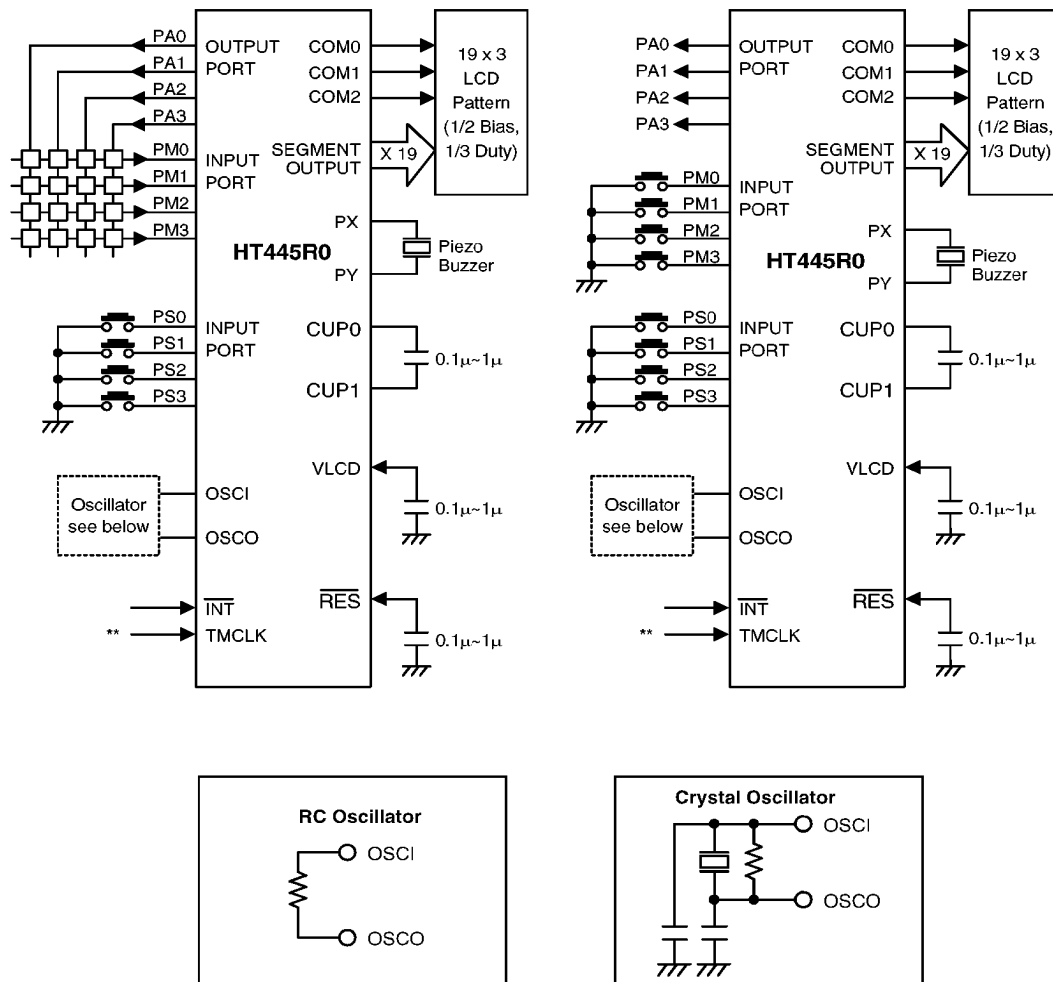 PA0
PA1
PA2
PA3
PM0
PM1
PM2
PM3
OUTPUT
PORT
INPUT
PORT
COM0
COM1
COM2
SEGMENT
OUTPUT
X 19
19 x 3
LCD
Pattern
(1/2 Bias,
1/3 Duty)
HT445R0
PX
PY
Piezo
Buzzer
PS0
PS1
PS2
PS3
INPUT
PORT
CUP0
CUP1
0.1µ~1µ
VLCD
0.1µ~1µ
Oscillator
see below
OSCI
OSCO
INT
** TMCLK
RES
0.1µ~1µ
PA0
PA1
PA2
PA3
OUTPUT
PORT
COM0
COM1
COM2
SEGMENT
OUTPUT
X 19
19 x 3
LCD
Pattern
(1/2 Bias,
1/3 Duty)
PM0
PM1
PM2
PM3
INPUT
PORT
HT445R0
PX
PY
Piezo
Buzzer
PS0
PS1
PS2
PS3
INPUT
PORT
CUP0
CUP1
0.1µ~1µ
VLCD
0.1µ~1µ
Oscillator
see below
OSCI
OSCO
INT
** TMCLK
RES
0.1µ~1µ
RC Oscillator
OSCI
OSCO
Crystal Oscillator
OSCI
OSCO